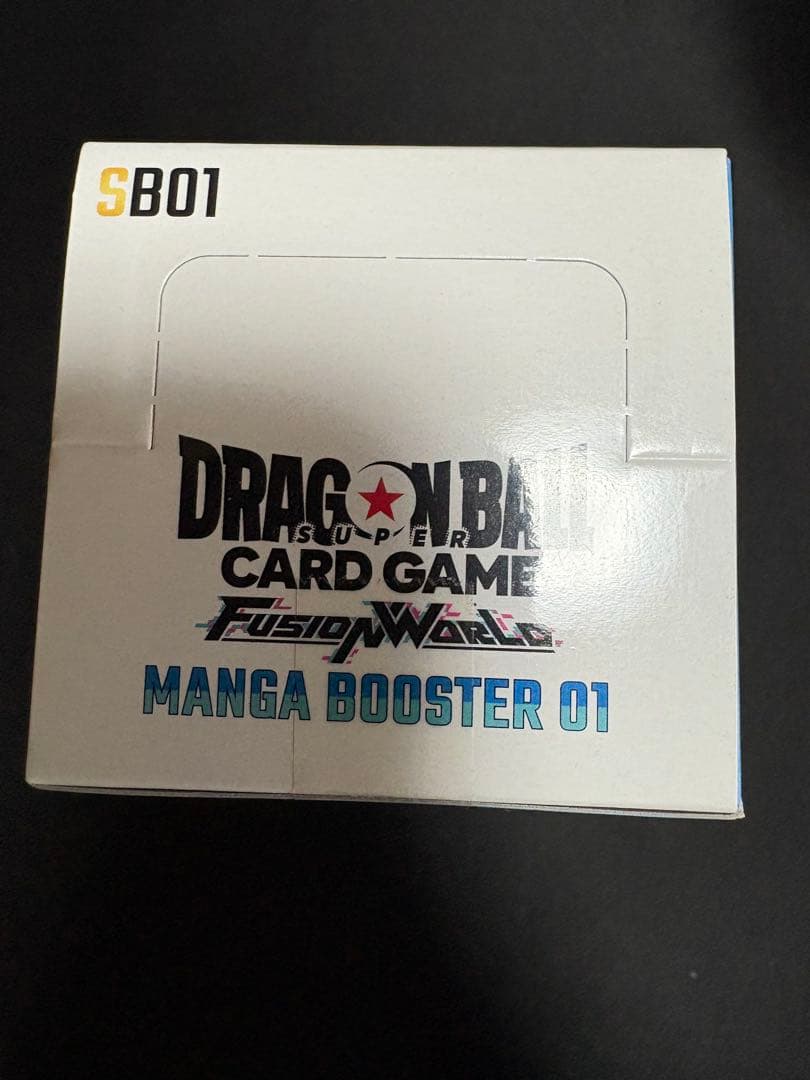 SB01
DRAGON BALL
SUPER
CARD GAME
FUSION WORLD
MANGA BOOSTER 01